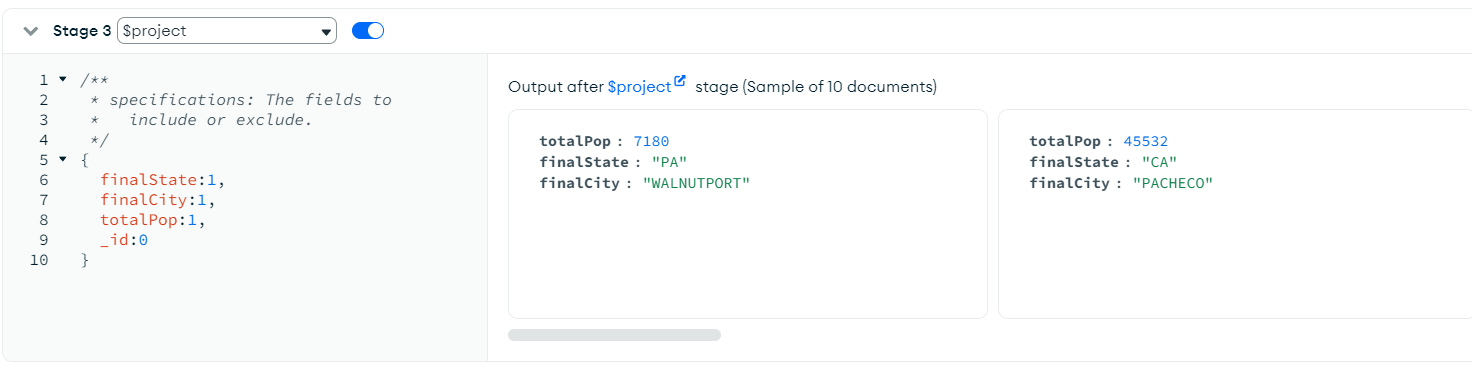 Stage 3 $project
1 /**
2  * specifications: The fields to
3  *   include or exclude.
4  */
5 {
6   finalState:1,
7   finalCity:1,
8   totalPop:1,
9   _id:0
10 }
Output after $project stage (Sample of 10 documents)
totalPop : 7180
finalState : "PA"
finalCity : "WALNUTPORT"
totalPop : 45532
finalState : "CA"
finalCity : "PACHECO"